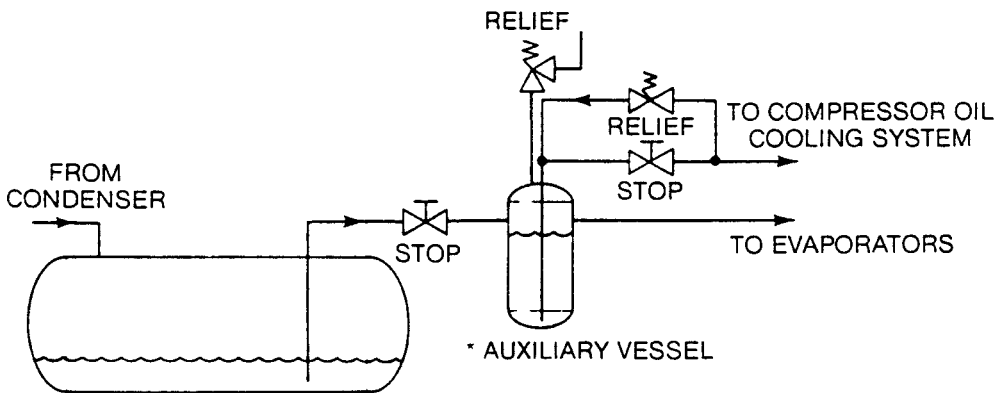 RELIEF
TO COMPRESSOR OIL
COOLING SYSTEM
RELIEF
STOP
FROM
CONDENSER
STOP
TO EVAPORATORS
* AUXILIARY VESSEL